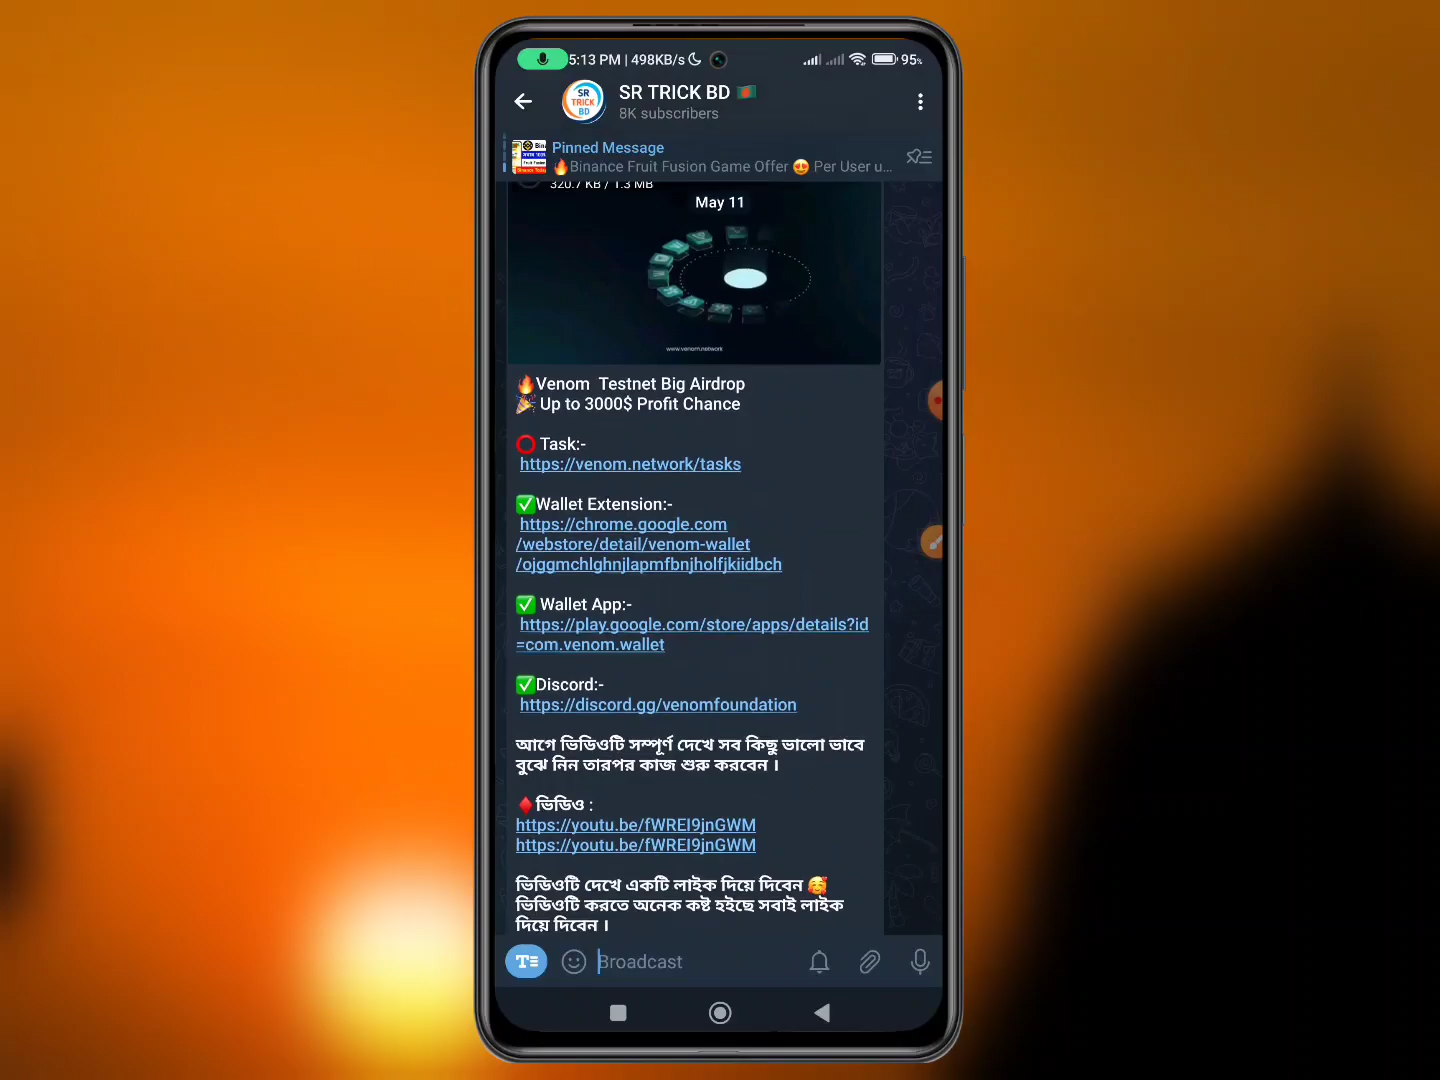 5:13 PM | 498KB/s
95%
SR TRICK BD
SR TRICK BD 🇧🇩
8K subscribers
Pinned Message
🔥Binance Fruit Fusion Game Offer 😍 Per User u...
320.7 KB / 1.3 MB
May 11
www.venom.network
🔥Venom Testnet Big Airdrop
🎉 Up to 3000$ Profit Chance
⭕ Task:-
https://venom.network/tasks
✅Wallet Extension:-
https://chrome.google.com
/webstore/detail/venom-wallet
/ojggmchlghnjlapmfbnjholfjkiidbch
✅ Wallet App:-
https://play.google.com/store/apps/details?id
=com.venom.wallet
✅Discord:-
https://discord.gg/venomfoundation
আগে ভিডিওটি সম্পূর্ণ দেখে সব কিছু ভালো ভাবে
বুঝে নিন তারপর কাজ শুরু করবেন ।
♦️ভিডিও :
https://youtu.be/fWREI9jnGWM
https://youtu.be/fWREI9jnGWM
ভিডিওটি দেখে একটি লাইক দিয়ে দিবেন 🥰
ভিডিওটি করতে অনেক কষ্ট হইছে সবাই লাইক
দিয়ে দিবেন ।
Broadcast